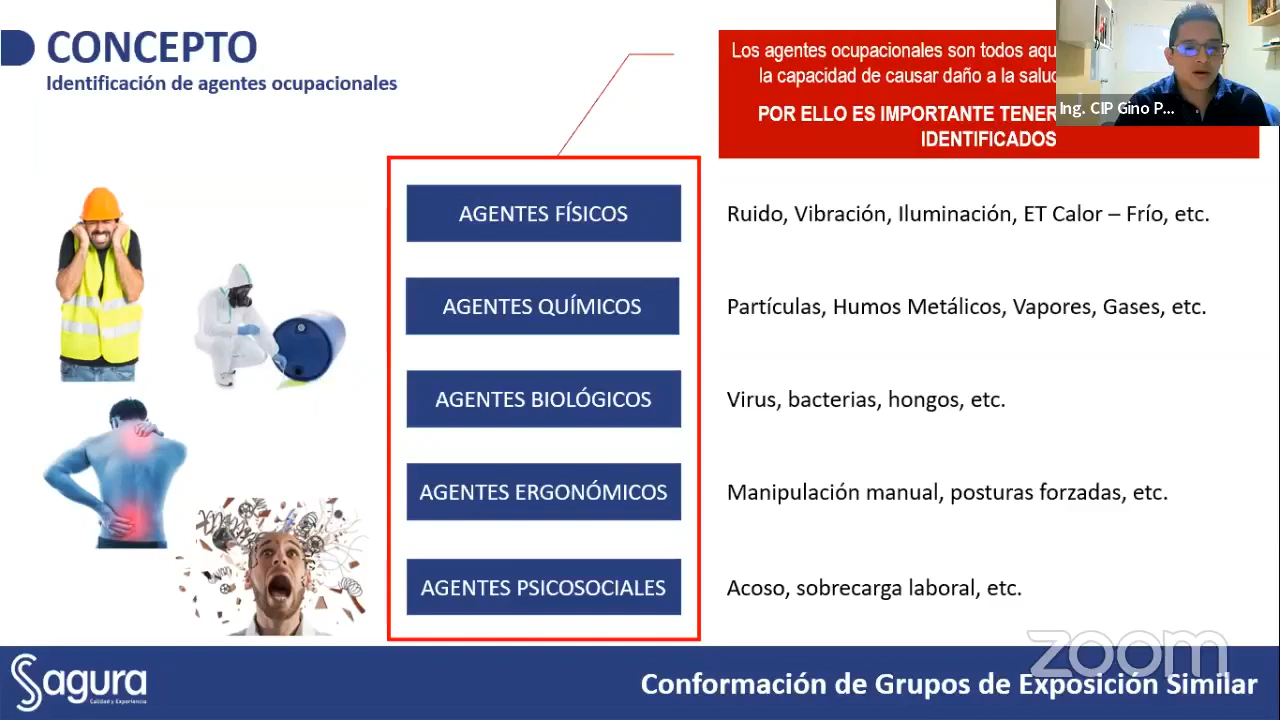 CONCEPTO
Identificación de agentes ocupacionales
Los agentes ocupacionales son todos
la capacidad de causar daño a la
POR ELLO ES IMPORTANTE TENER
IDENTIFICADOS
Ing. CIP Gino P...
AGENTES FÍSICOS
Ruido, Vibración, Iluminación, ET Calor – Frío, etc.
AGENTES QUÍMICOS
Partículas, Humos Metálicos, Vapores, Gases, etc.
AGENTES BIOLÓGICOS
Virus, bacterias, hongos, etc.
AGENTES ERGONÓMICOS
Manipulación manual, posturas forzadas, etc.
AGENTES PSICOSOCIALES
Acoso, sobrecarga laboral, etc.
zoom
Sagura
Calidad y Experiencia
Conformación de Grupos de Exposición Similar